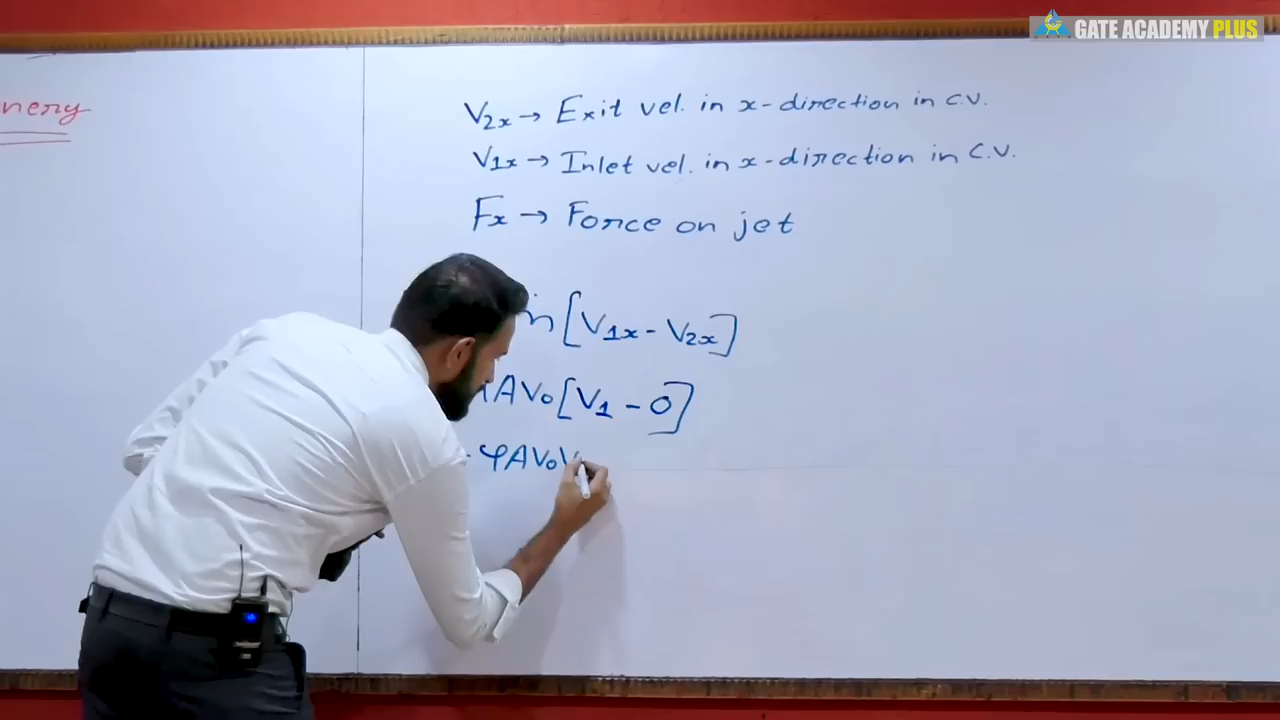 GATE ACADEMY PLUS
nery
V₂ₓ → Exit vel. in x-direction in c.v.
V₁ₓ → Inlet vel. in x-direction in C.V.
Fₓ → Force on jet
[V₁ₓ - V₂ₓ]
AV₀[V₁ - 0]
ρAV₀V